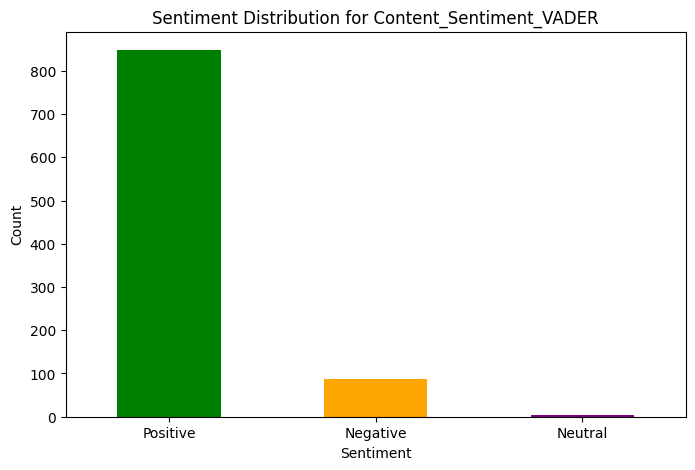 Sentiment Distribution for Content_Sentiment_VADER
Count
800
700
600
500
400
300
200
100
0
Positive
Negative
Neutral
Sentiment